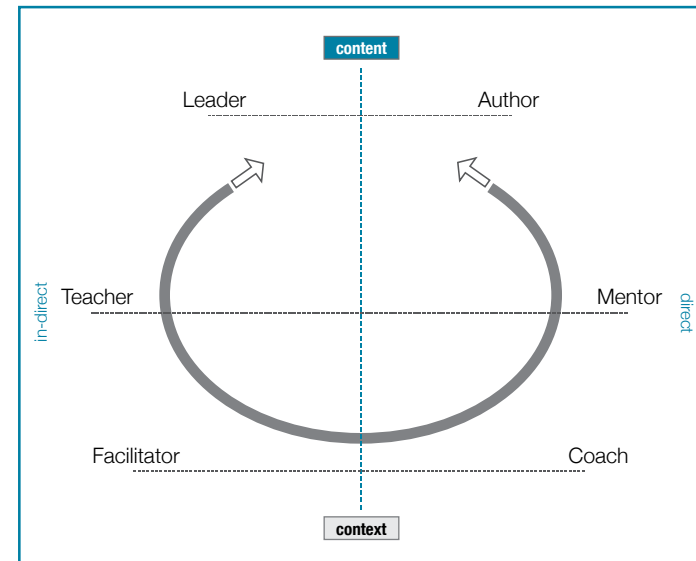 content
Leader
Author
in-direct
Teacher
Mentor
direct
Facilitator
Coach
context